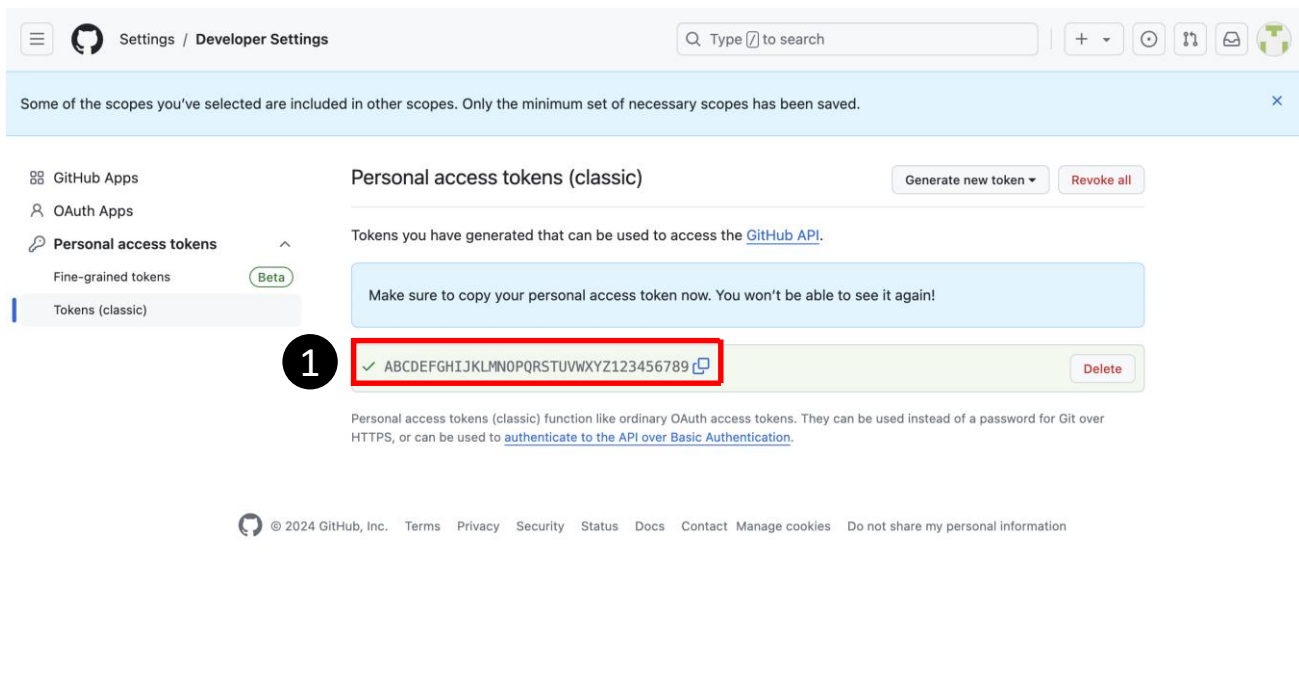 Settings / Developer Settings
Type / to search
Some of the scopes you've selected are included in other scopes. Only the minimum set of necessary scopes has been saved.
GitHub Apps
OAuth Apps
Personal access tokens
Fine-grained tokens Beta
Tokens (classic)
Personal access tokens (classic)
Generate new token
Revoke all
Tokens you have generated that can be used to access the GitHub API.
Make sure to copy your personal access token now. You won't be able to see it again!
1
ABCDEFGHIJKLMNOPQRSTUVWXYZ123456789
Delete
Personal access tokens (classic) function like ordinary OAuth access tokens. They can be used instead of a password for Git over
HTTPS, or can be used to authenticate to the API over Basic Authentication.
© 2024 GitHub, Inc. Terms Privacy Security Status Docs Contact Manage cookies Do not share my personal information